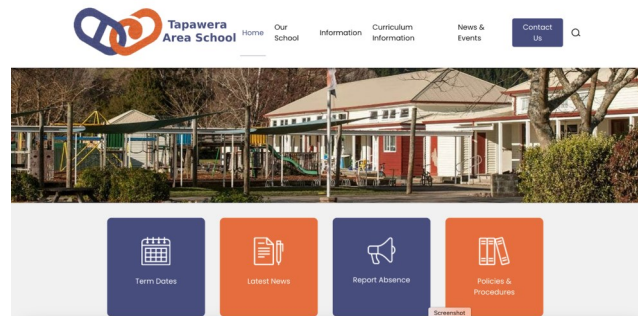 Tapawera
Area School
Home
Our
School
Information
Curriculum
Information
News &
Events
Contact
Us
Term Dates
Latest News
Report Absence
Policies &
Procedures
Screenshot